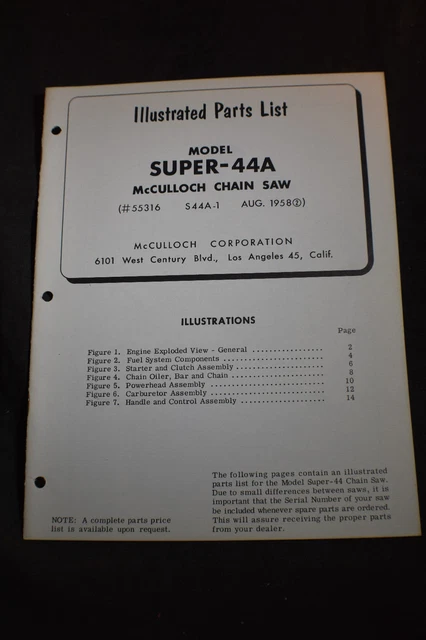 Illustrated Parts List
MODEL
SUPER-44A
McCULLOCH CHAIN SAW
(#55316 S44A-1 AUG. 1958②)
McCULLOCH CORPORATION
6101 West Century Blvd., Los Angeles 45, Calif.
ILLUSTRATIONS
Page
Figure 1. Engine Exploded View - General ................. 2
Figure 2. Fuel System Components ....................... 4
Figure 3. Starter and Clutch Assembly .................... 6
Figure 4. Chain Oiler, Bar and Chain ..................... 8
Figure 5. Powerhead Assembly .......................... 10
Figure 6. Carburetor Assembly .......................... 12
Figure 7. Handle and Control Assembly ................... 14
The following pages contain an illustrated
parts list for the Model Super-44 Chain Saw.
Due to small differences between saws, it is
important that the Serial Number of your saw
be included whenever spare parts are ordered.
This will assure receiving the proper parts
from your dealer.
NOTE: A complete parts price
list is available upon request.